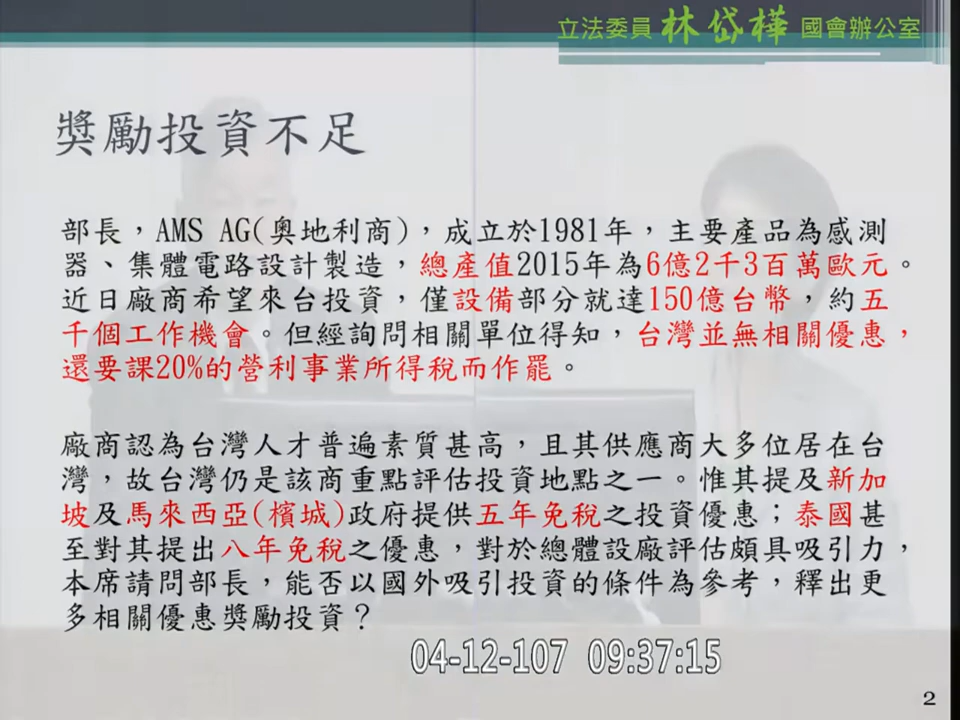 立法委員 林岱樺 國會辦公室
獎勵投資不足
部長，AMS AG(奧地利商)，成立於1981年，主要產品為感測
器、集體電路設計製造，總產值2015年為6億2千3百萬歐元。
近日廠商希望來台投資，僅設備部分就達150億台幣，約五
千個工作機會。但經詢問相關單位得知，台灣並無相關優惠，
還要課20%的營利事業所得稅而作罷。
廠商認為台灣人才普遍素質甚高，且其供應商大多位居在台
灣，故台灣仍是該商重點評估投資地點之一。惟其提及新加
坡及馬來西亞(檳城)政府提供五年免稅之投資優惠；泰國甚
至對其提出八年免稅之優惠，對於總體設廠評估頗具吸引力，
本席請問部長，能否以國外吸引投資的條件為參考，釋出更
多相關優惠獎勵投資？
04-12-107 09:37:15
2